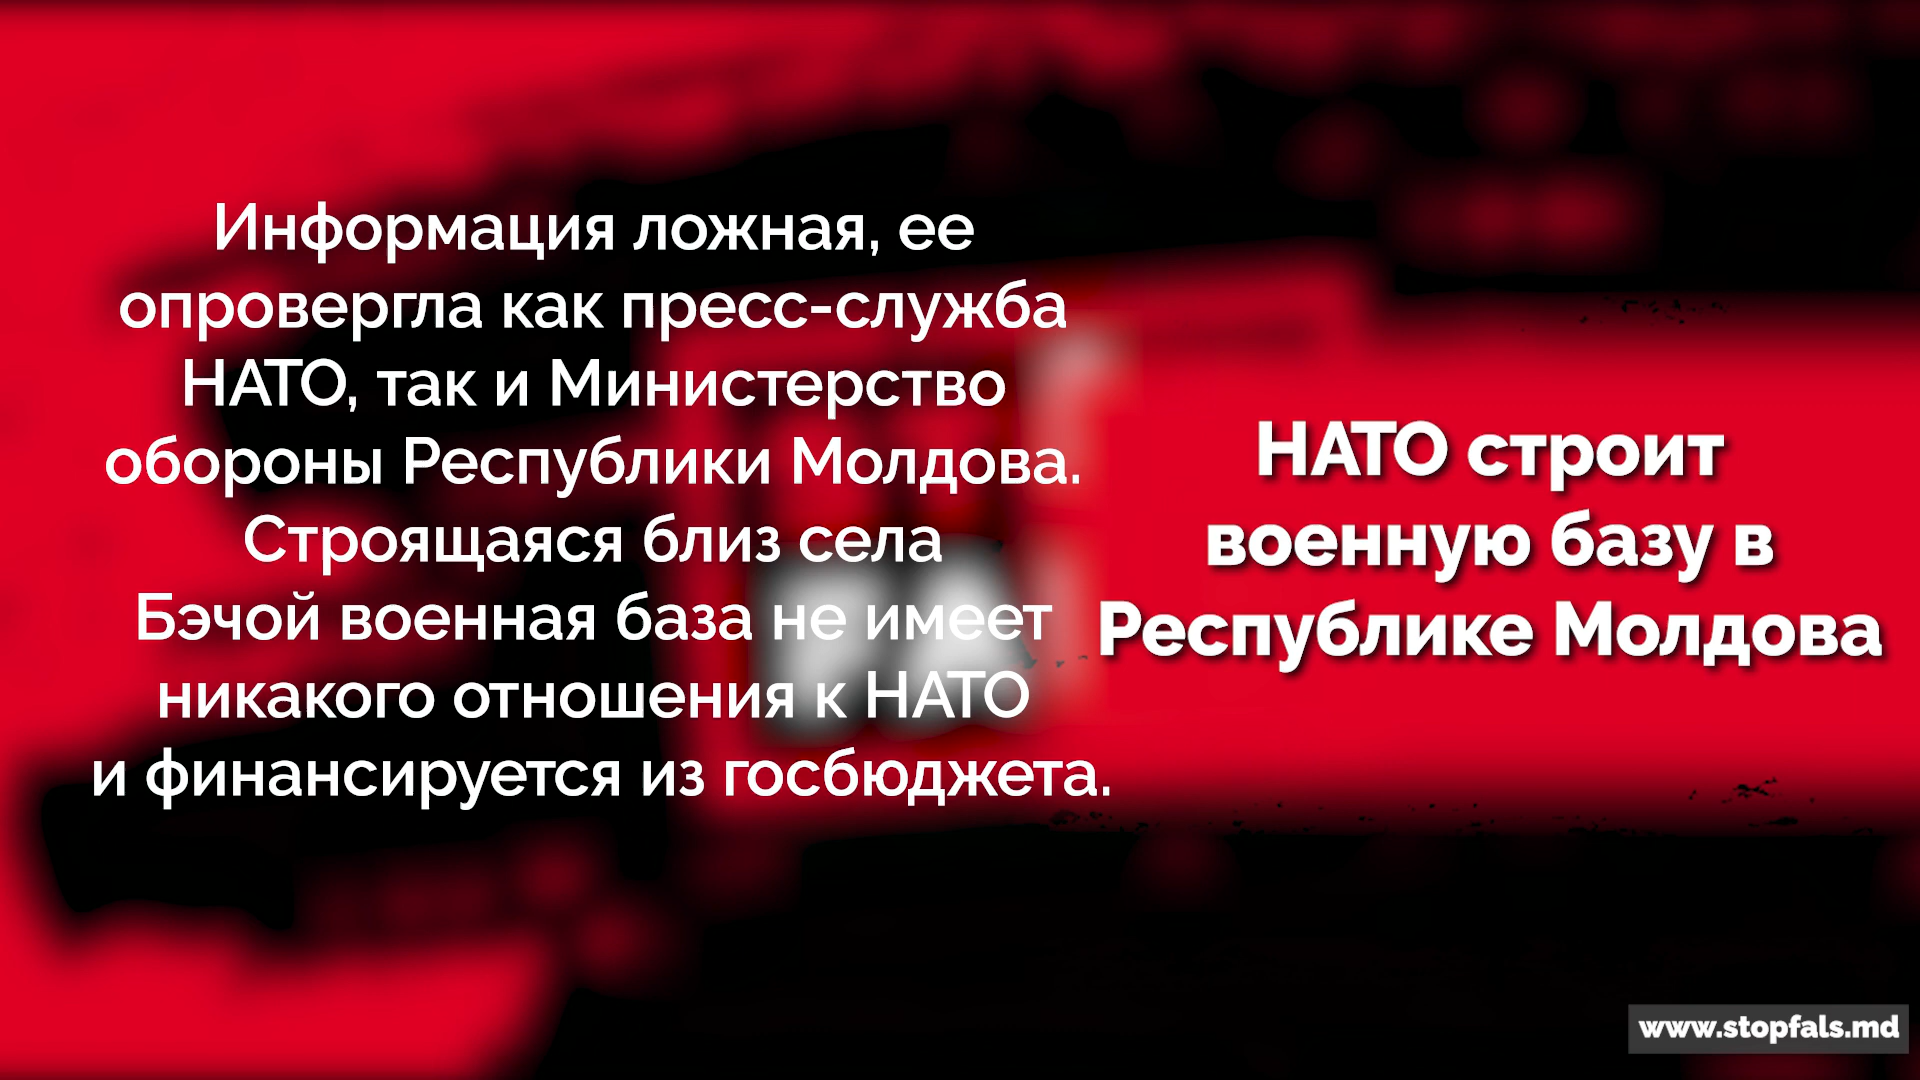 Информация ложная, ее
опровергла как пресс-служба
НАТО, так и Министерство
обороны Республики Молдова.
Строящаяся близ села
Бэчой военная база не имеет
никакого отношения к НАТО
и финансируется из госбюджета.
НАТО строит
военную базу в
Республике Молдова
www.stopfals.md